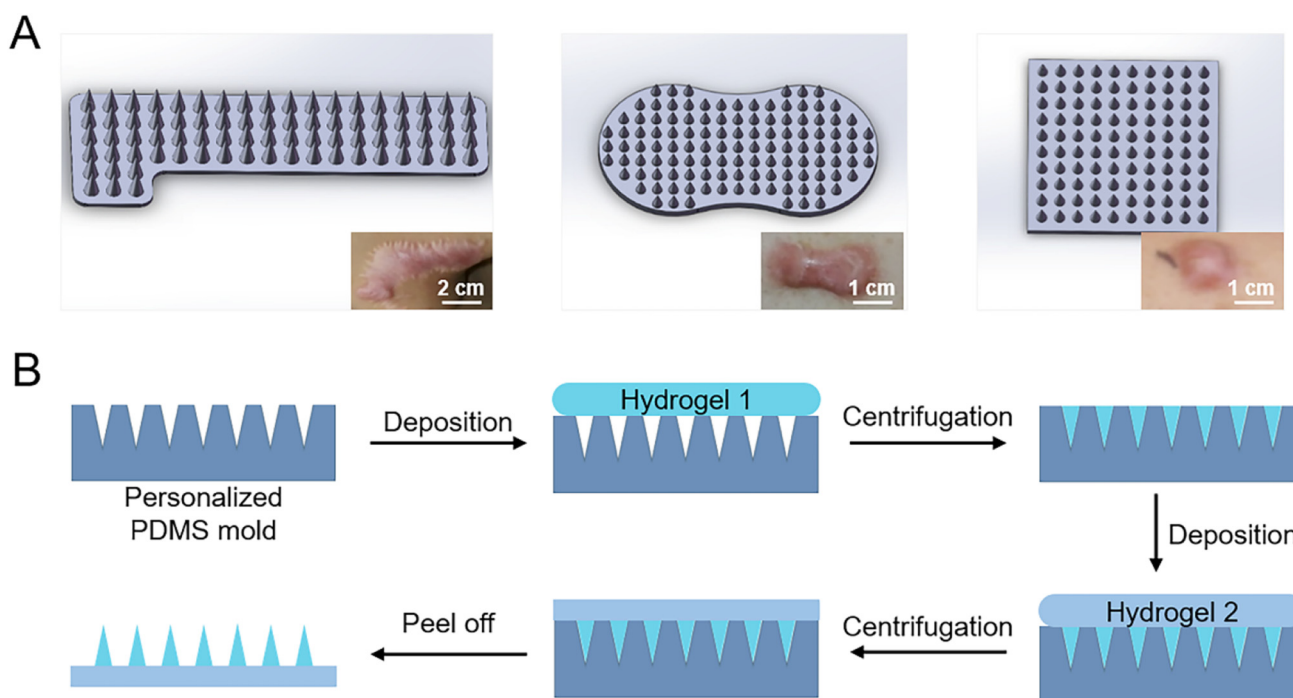 A
2 cm
1 cm
1 cm
B
Deposition
Hydrogel 1
Centrifugation
Personalized
PDMS mold
Deposition
Peel off
Centrifugation
Hydrogel 2